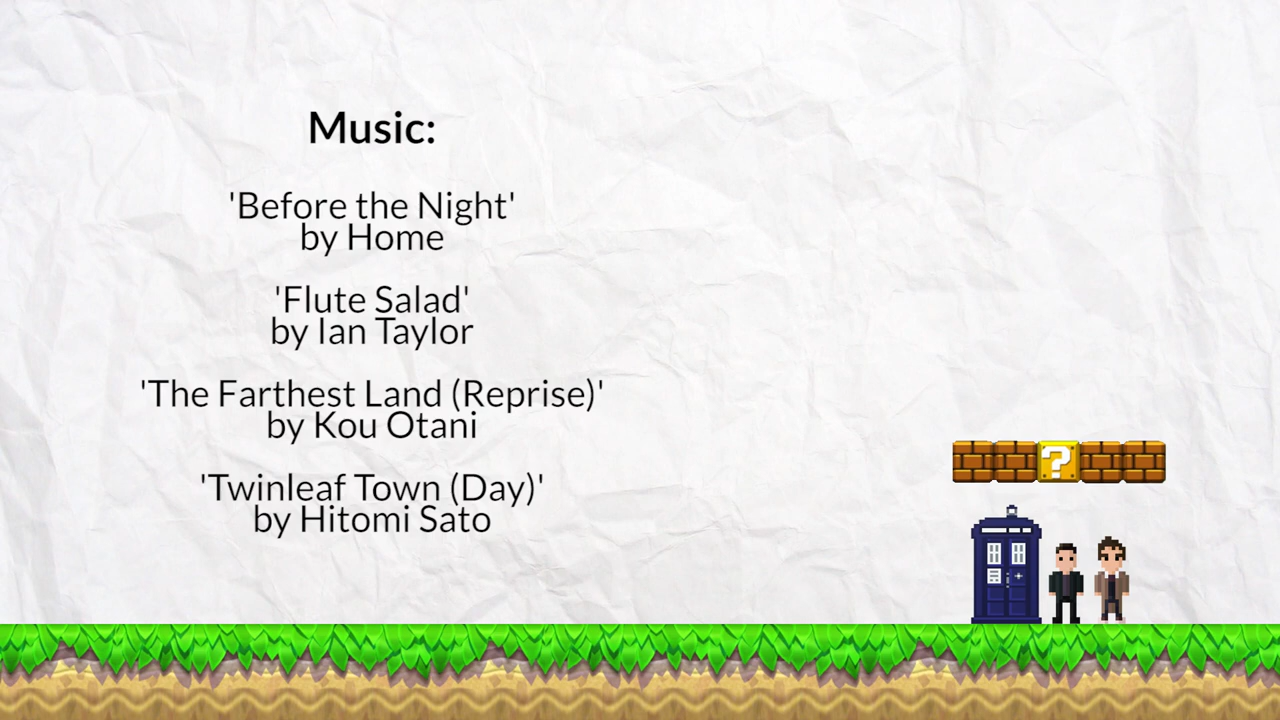 Music:
'Before the Night'
by Home
'Flute Salad'
by Ian Taylor
'The Farthest Land (Reprise)'
by Kou Otani
'Twinleaf Town (Day)'
by Hitomi Sato
?